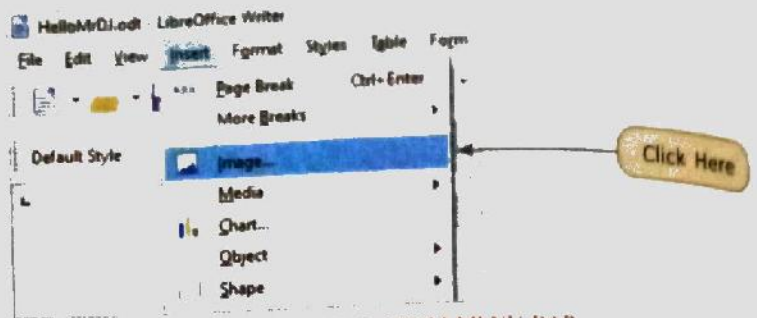 HelloMrDJ.odt - LibreOffice Writer
File Edit View Insert Format Styles Table Form
Page Break Ctrl+Enter
More Breaks
Default Style
Image...
Click Here
Media
Chart...
Object
Shape